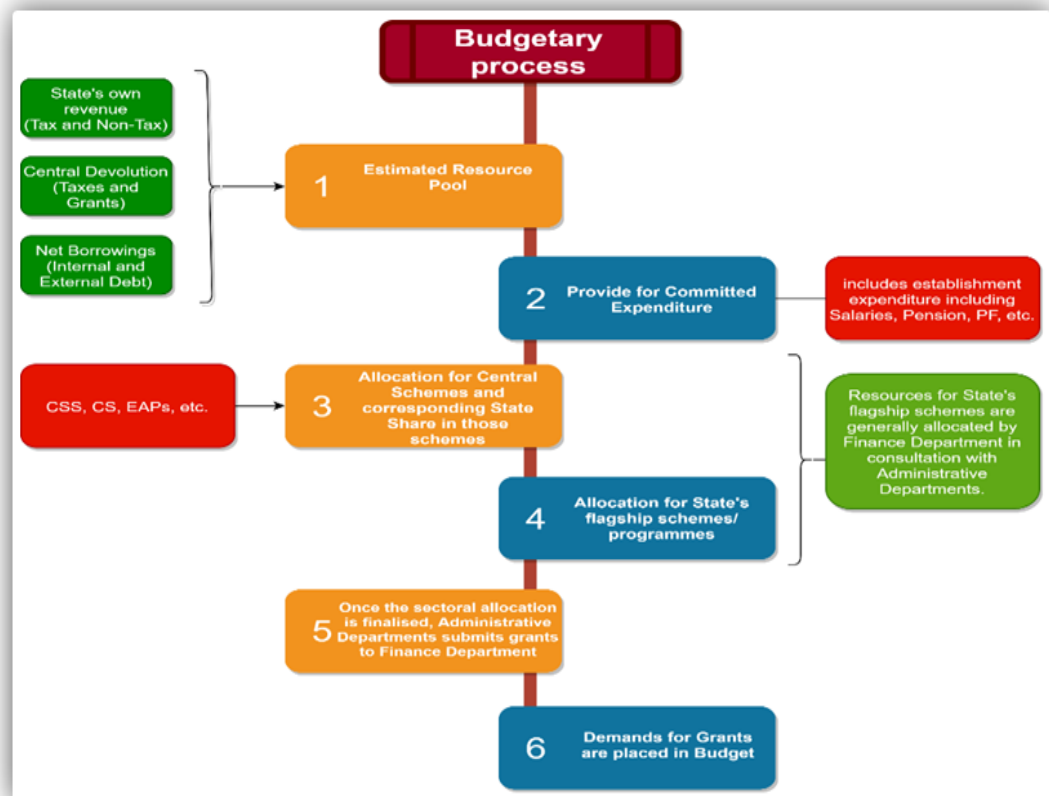 Budgetary
process
State's own
revenue
(Tax and Non-Tax)
Central Devolution
(Taxes and
Grants)
Net Borrowings
(Internal and
External Debt)
1
Estimated Resource
Pool
2
Provide for Committed
Expenditure
includes establishment
expenditure including
Salaries, Pension, PF, etc.
CSS, CS, EAPs, etc.
3
Allocation for Central
Schemes and
corresponding State
Share in those
schemes
4
Allocation for State's
flagship schemes/
programmes
Resources for State's
flagship schemes are
generally allocated by
Finance Department in
consultation with
Administrative
Departments.
5
Once the sectoral allocation
is finalised, Administrative
Departments submits grants
to Finance Department
6
Demands for Grants
are placed in Budget